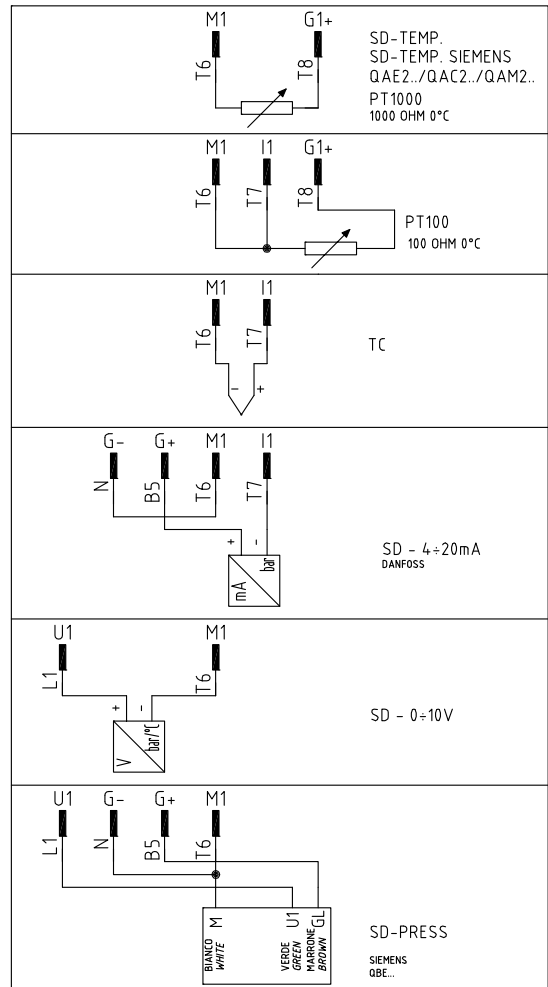 M1 G1+
T6 T8
SD-TEMP.
SD-TEMP. SIEMENS
QAE2../QAC2../QAM2..
PT1000
1000 OHM 0°C
M1 I1 G1+
T6 T7 T8
PT100
100 OHM 0°C
M1 I1
T6 T7
- +
TC
G- G+ M1 I1
N B5 T6 T7
+ -
mA bar
SD - 4÷20mA
DANFOSS
U1 M1
L1 T6
+ -
V bar/°C
SD - 0÷10V
U1 G- G+ M1
L1 N B5 T6
M U1 GL
BIANCO VERDE MARRONE
WHITE GREEN BROWN
SD-PRESS
SIEMENS
QBE...